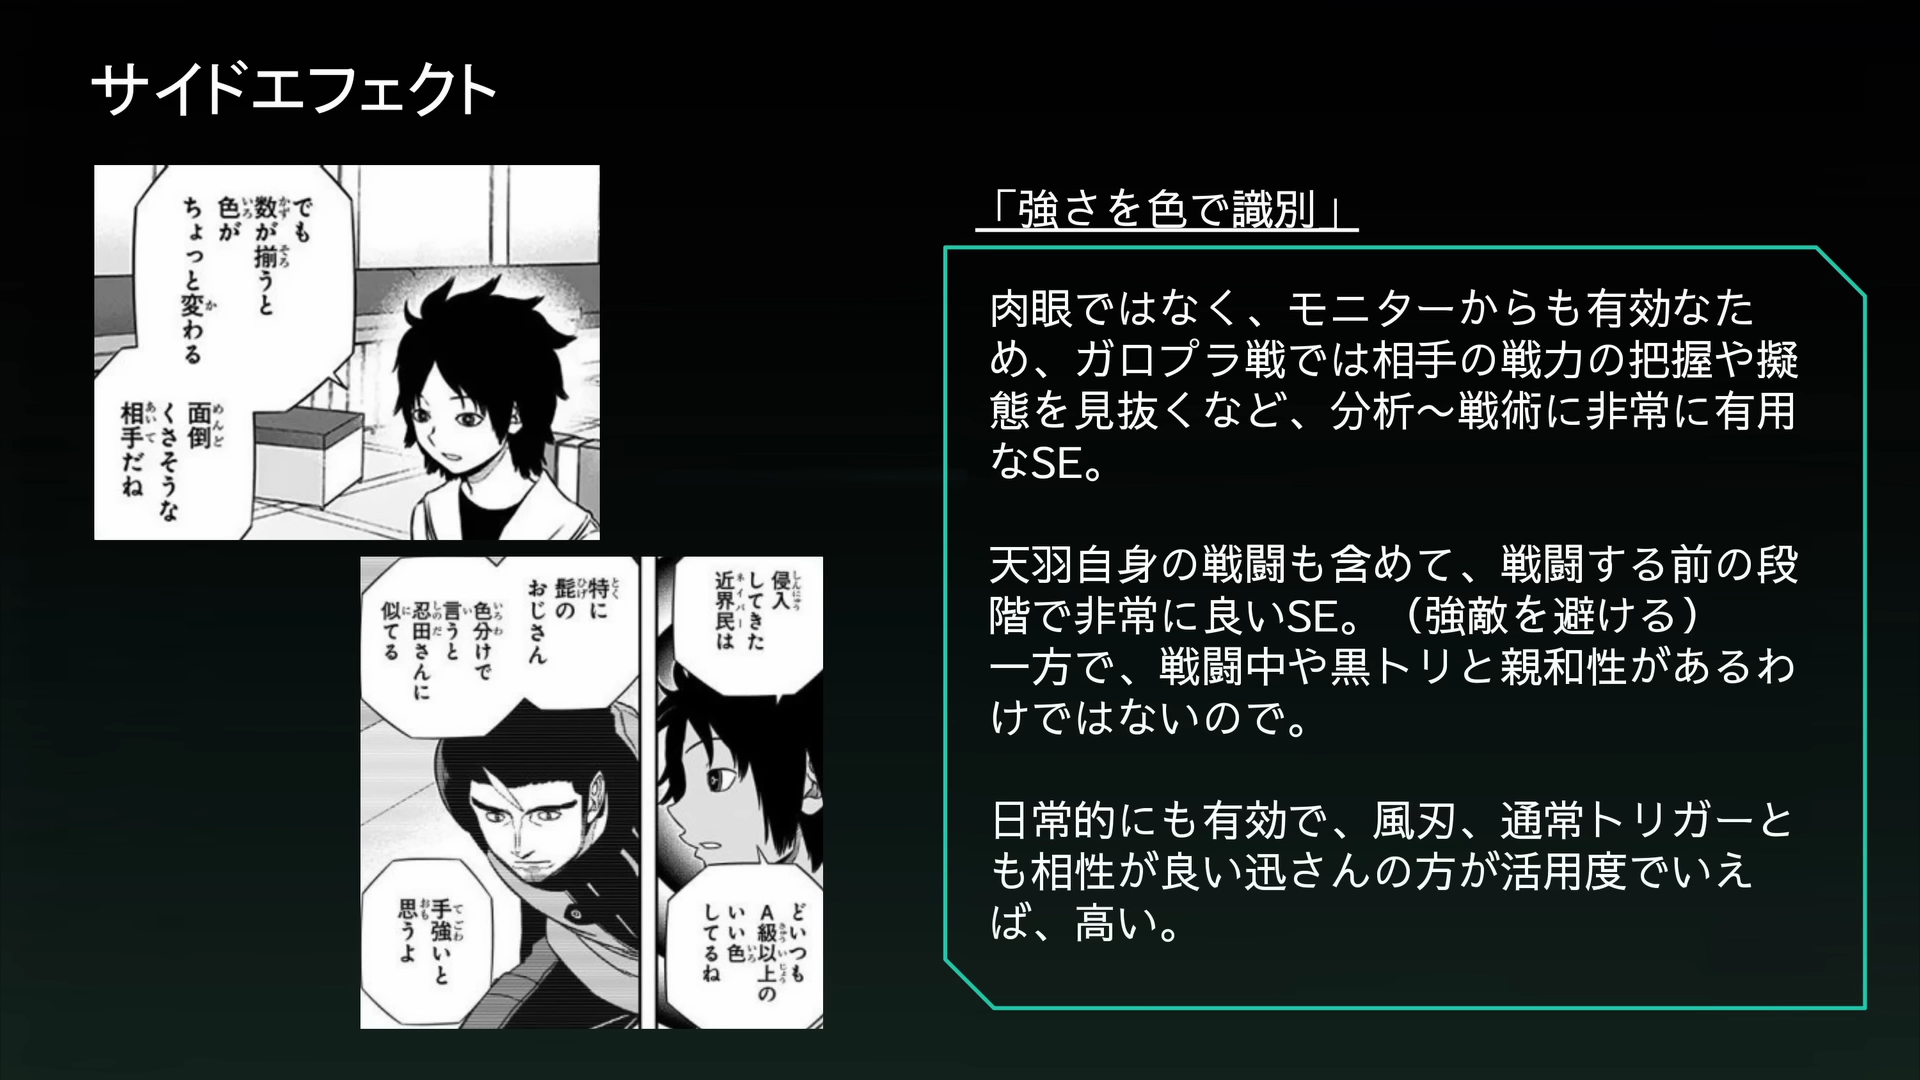 サイドエフェクト
でも
数が揃うと
色が
ちょっと変わる
面倒
くさそうな
相手だね
侵入
してきた
近界民は
どいつも
A級以上の
いい色
してるね
特に
髭の
おじさん
色分けで
言うと
忍田さんに
似てる
手強いと
思うよ
「強さを色で識別」
肉眼ではなく、モニターからも有効なた
め、ガロプラ戦では相手の戦力の把握や擬
態を見抜くなど、分析～戦術に非常に有用
なSE。
天羽自身の戦闘も含めて、戦闘する前の段
階で非常に良いSE。（強敵を避ける）
一方で、戦闘中や黒トリと親和性があるわ
けではないので。
日常的にも有効で、風刃、通常トリガーと
も相性が良い迅さんの方が活用度でいえ
ば、高い。